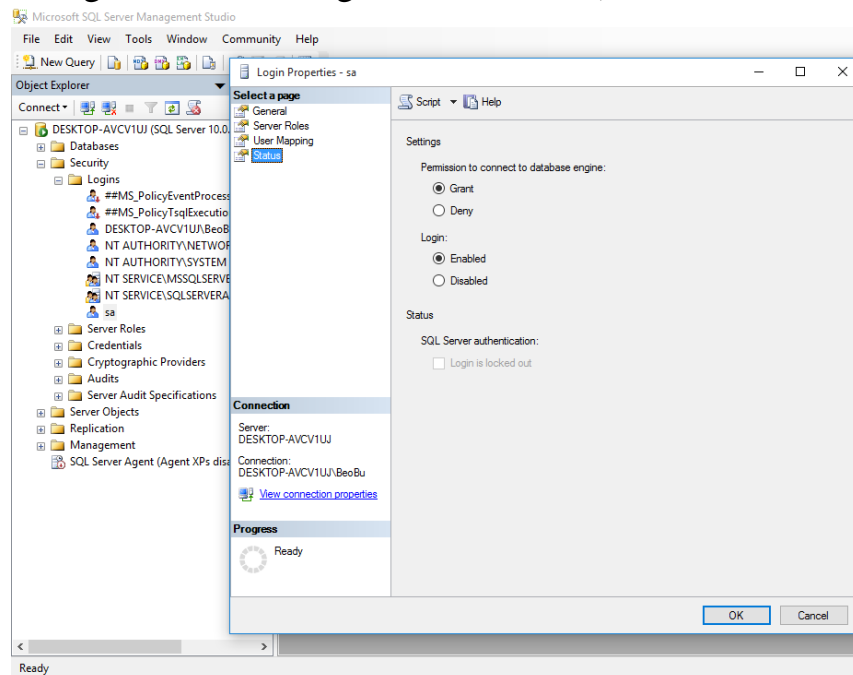 Microsoft SQL Server Management Studio
File Edit View Tools Window Community Help
New Query
Object Explorer
Connect
DESKTOP-AVCV1UJ (SQL Server 10.0.
Databases
Security
Logins
##MS_PolicyEventProcess
##MS_PolicyTsqlExecutio
DESKTOP-AVCV1UJ\BeoB
NT AUTHORITY\NETWOR
NT AUTHORITY\SYSTEM
NT SERVICE\MSSQLSERVE
NT SERVICE\SQLSERVERA
sa
Server Roles
Credentials
Cryptographic Providers
Audits
Server Audit Specifications
Server Objects
Replication
Management
SQL Server Agent (Agent XPs disa
Ready
Login Properties - sa
Select a page
General
Server Roles
User Mapping
Status
Connection
Server:
DESKTOP-AVCV1UJ
Connection:
DESKTOP-AVCV1UJ\BeoBu
View connection properties
Progress
Ready
Script Help
Settings
Permission to connect to database engine:
Grant
Deny
Login:
Enabled
Disabled
Status
SQL Server authentication:
Login is locked out
OK Cancel